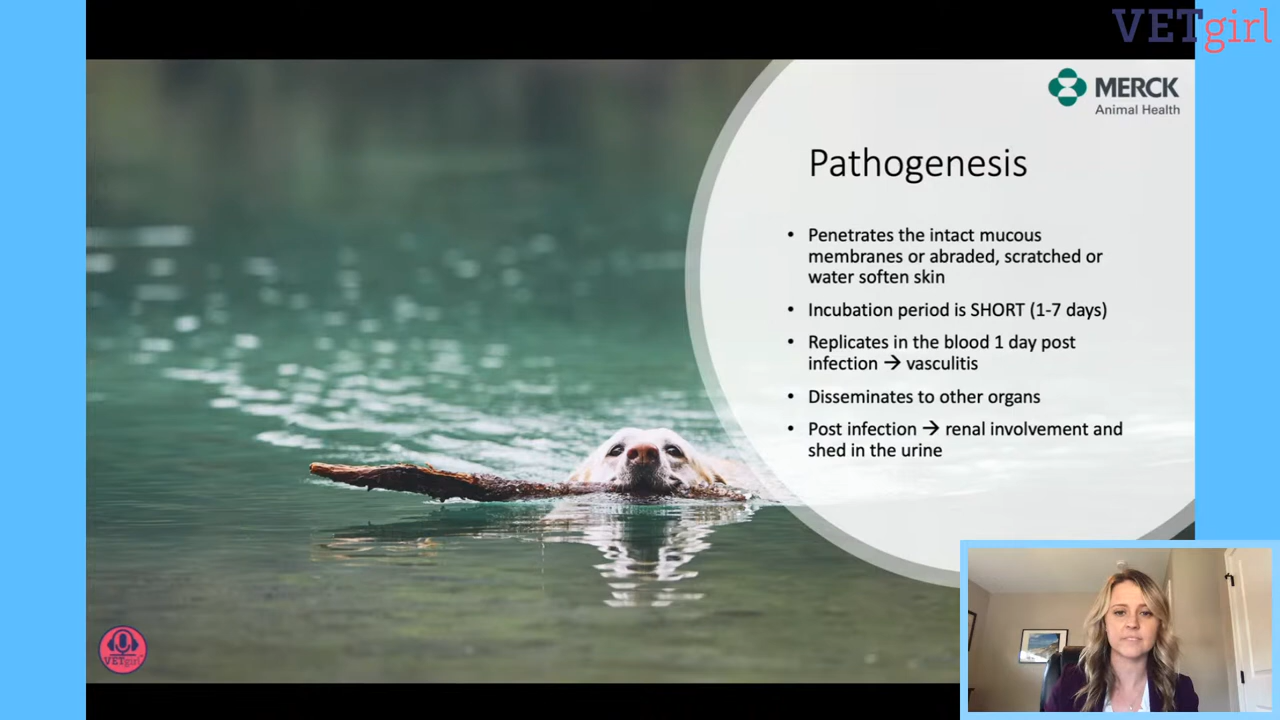 VETgirl
MERCK
Animal Health
Pathogenesis
• Penetrates the intact mucous
membranes or abraded, scratched or
water soften skin
• Incubation period is SHORT (1-7 days)
• Replicates in the blood 1 day post
infection → vasculitis
• Disseminates to other organs
• Post infection → renal involvement and
shed in the urine
VETgirl